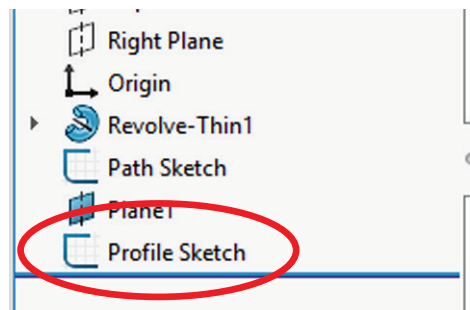 Right Plane
Origin
Revolve-Thin1
Path Sketch
Plane1
Profile Sketch